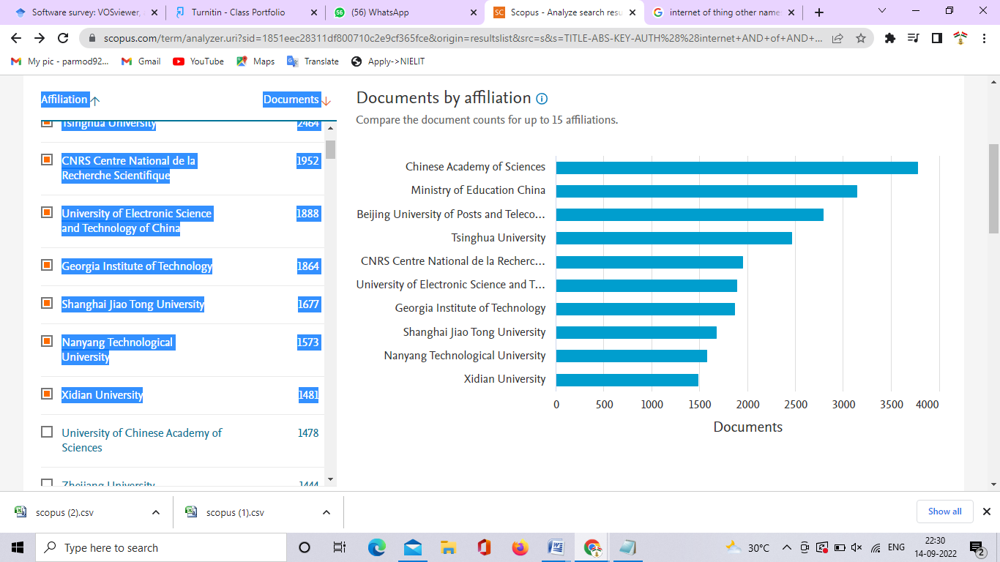 Software survey: VOSviewer,
Turnitin - Class Portfolio
(56) WhatsApp
Scopus - Analyze search resu
internet of thing other name
scopus.com/term/analyzer.uri?sid=1851eec28311df800710c2e9cf365fce&origin=resultslist&src=s&s=TITLE-ABS-KEY-AUTH%28%28internet+AND+of+AND+...
My pic - parmod92...
Gmail
YouTube
Maps
Translate
Apply->NIELIT
Affiliation
Documents
Tsinghua University 2464
CNRS Centre National de la
Recherche Scientifique
1952
University of Electronic Science
and Technology of China
1888
Georgia Institute of Technology 1864
Shanghai Jiao Tong University 1677
Nanyang Technological
University
1573
Xidian University 1481
University of Chinese Academy of
Sciences
1478
Zhejiang University 1444
Documents by affiliation
Compare the document counts for up to 15 affiliations.
Chinese Academy of Sciences
Ministry of Education China
Beijing University of Posts and Teleco...
Tsinghua University
CNRS Centre National de la Recherc...
University of Electronic Science and T...
Georgia Institute of Technology
Shanghai Jiao Tong University
Nanyang Technological University
Xidian University
0 500 1000 1500 2000 2500 3000 3500 4000
Documents
scopus (2).csv
scopus (1).csv
Show all
Type here to search
30°C
ENG
22:30
14-09-2022
2